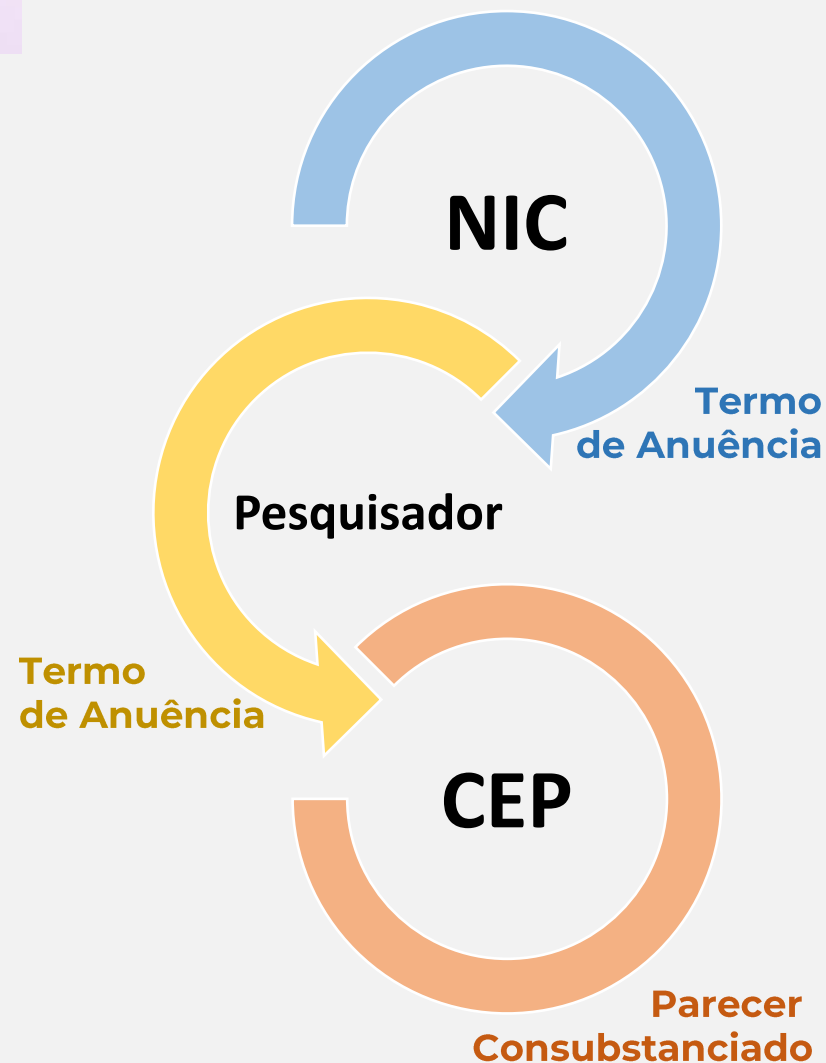 NIC
Termo
de Anuência
Pesquisador
Termo
de Anuência
CEP
Parecer
Consubstanciado